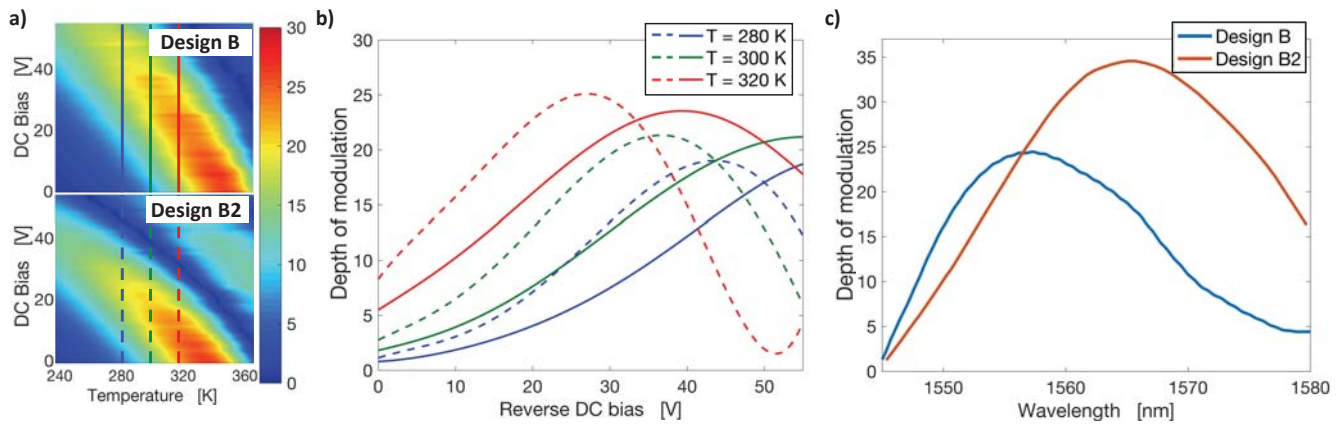 a)
Design B
Design B2
DC Bias [V]
40
20
0
DC Bias [V]
40
20
0
240 280 320 360
Temperature [K]
30
25
20
15
10
5
0
b)
T = 280 K
T = 300 K
T = 320 K
Depth of modulation
30
25
20
15
10
5
0
0 10 20 30 40 50
Reverse DC bias [V]
c)
Design B
Design B2
Depth of modulation
35
30
25
20
15
10
5
0
1550 1560 1570 1580
Wavelength [nm]